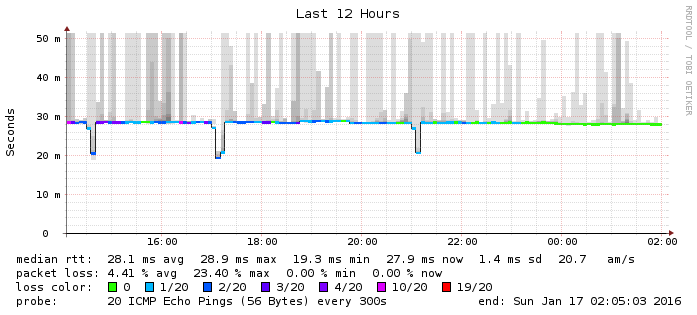 Last 12 Hours
RRDTOOL / TOBI OETIKER
Seconds
50 m
40 m
30 m
20 m
10 m
0
16:00 18:00 20:00 22:00 00:00 02:00
median rtt: 28.1 ms avg 28.9 ms max 19.3 ms min 27.9 ms now 1.4 ms sd 20.7 am/s
packet loss: 4.41 % avg 23.40 % max 0.00 % min 0.00 % now
loss color: 0 1/20 2/20 3/20 4/20 10/20 19/20
probe: 20 ICMP Echo Pings (56 Bytes) every 300s end: Sun Jan 17 02:05:03 2016